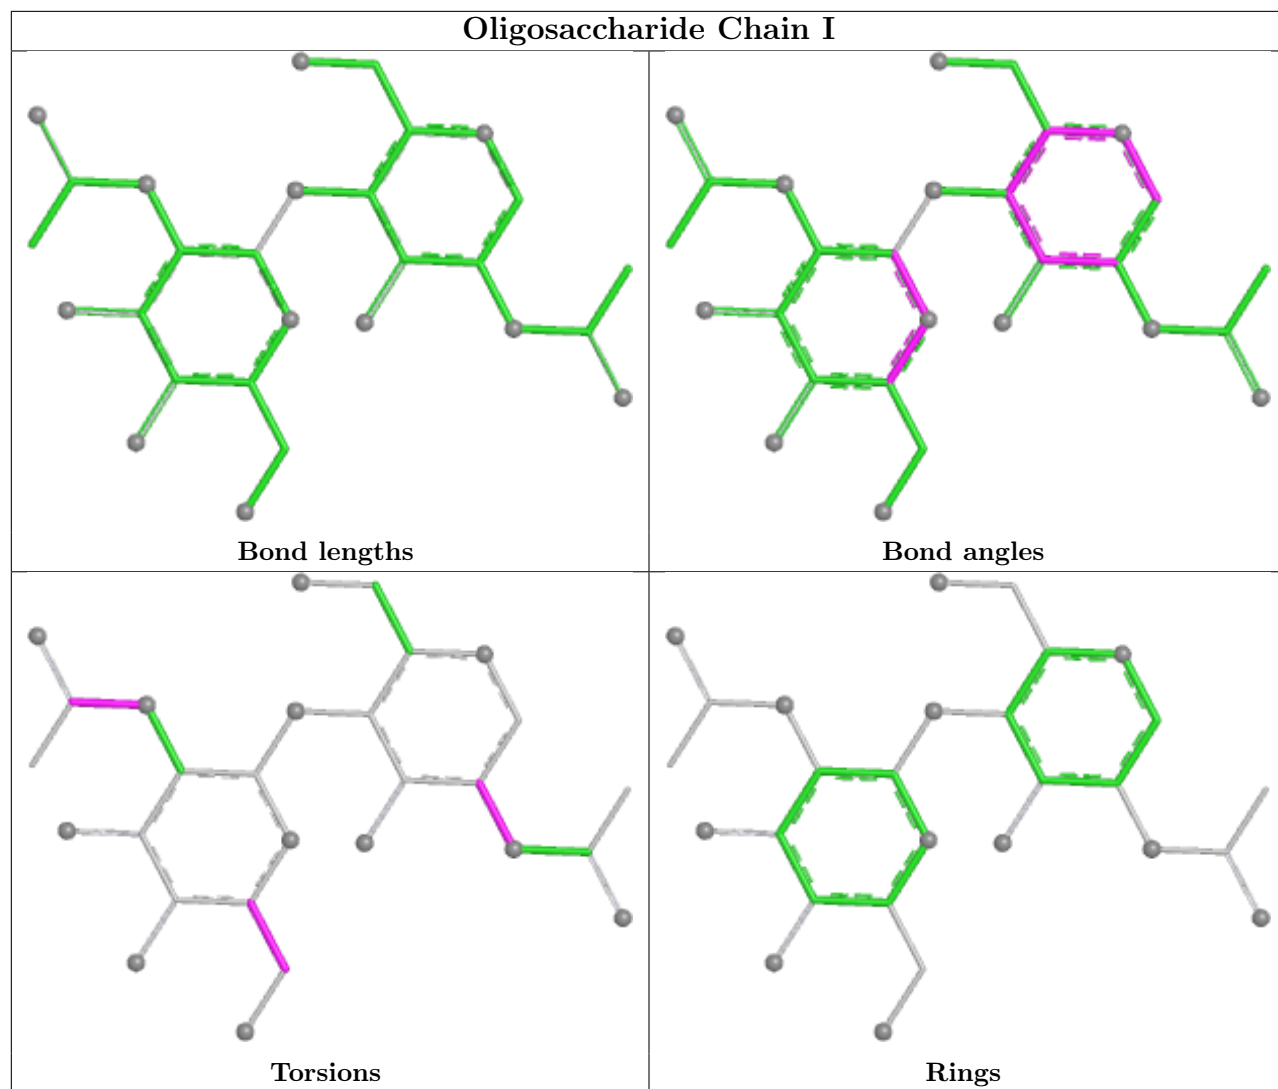 Oligosaccharide Chain I
Bond lengths
Bond angles
Torsions
Rings